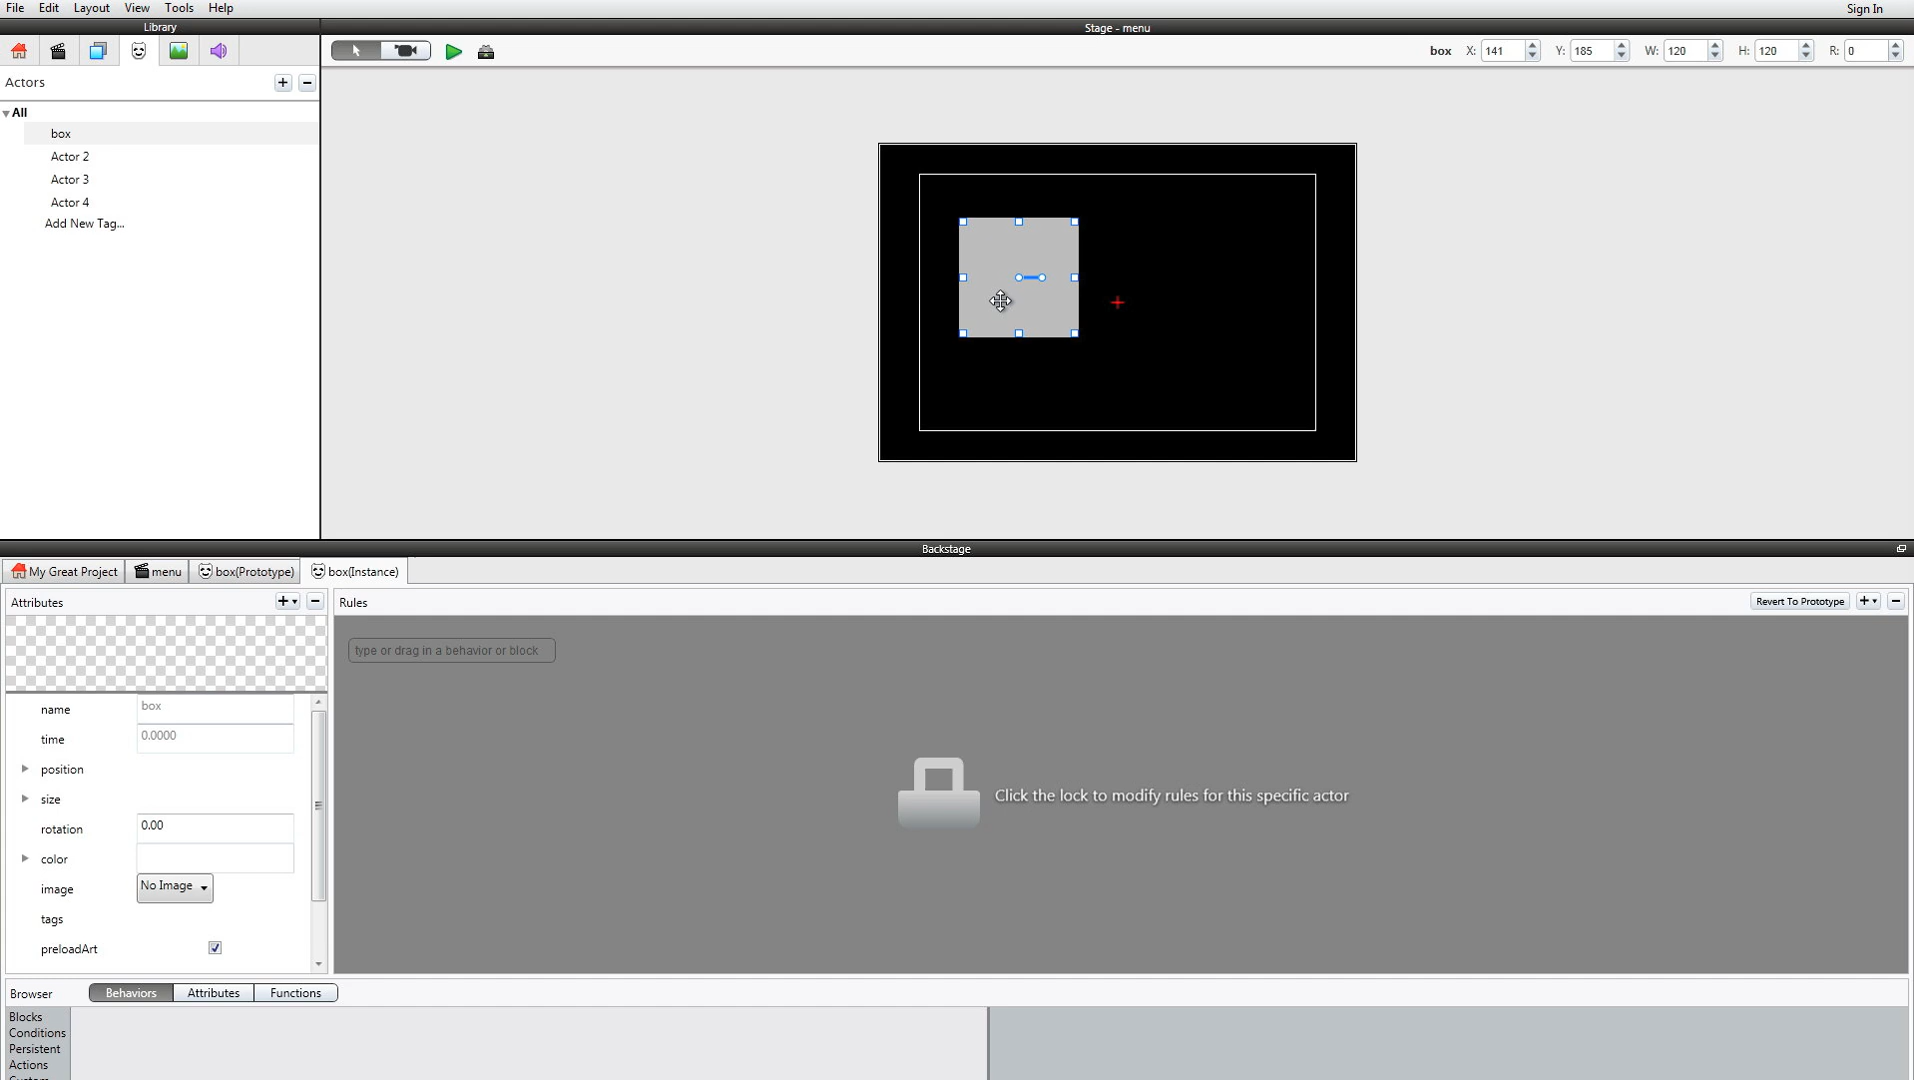 File Edit Layout View Tools Help Sign In
Library
Stage - menu
box X: 141 Y: 185 W: 120 H: 120 R: 0
Actors
All
box
Actor 2
Actor 3
Actor 4
Add New Tag...
Backstage
My Great Project menu box(Prototype) box(Instance)
Attributes
Rules
Revert To Prototype
type or drag in a behavior or block
name box
time 0.0000
position
size
rotation 0.00
color
image No Image
tags
preloadArt
Click the lock to modify rules for this specific actor
Browser Behaviors Attributes Functions
Blocks
Conditions
Persistent
Actions